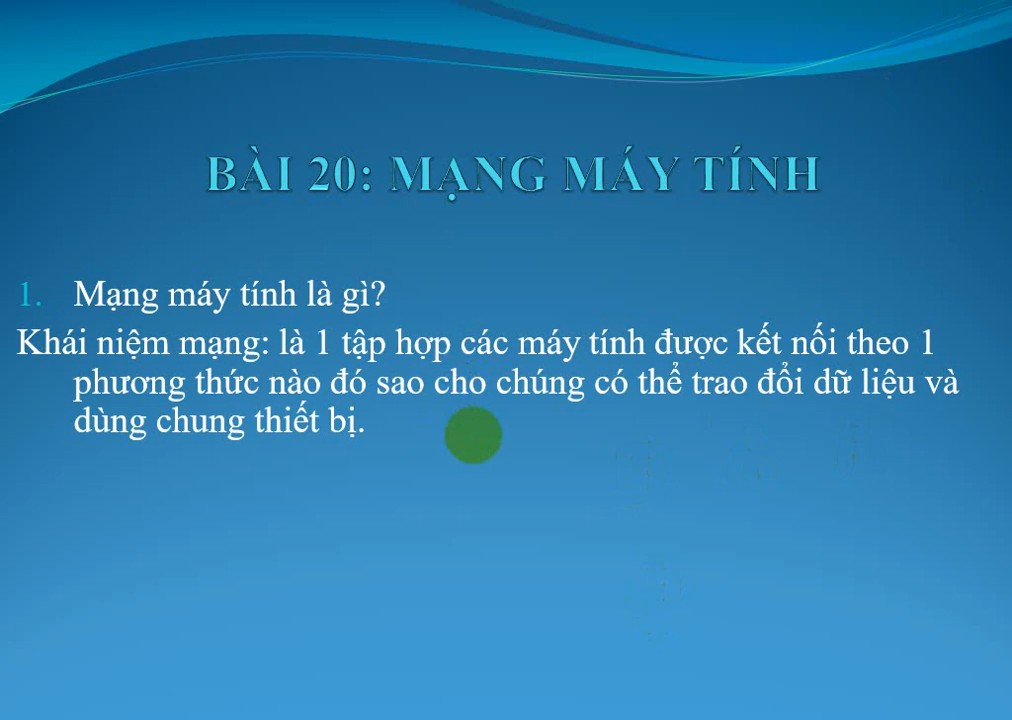 BÀI 20: MẠNG MÁY TÍNH
1. Mạng máy tính là gì?
Khái niệm mạng: là 1 tập hợp các máy tính được kết nối theo 1
phương thức nào đó sao cho chúng có thể trao đổi dữ liệu và
dùng chung thiết bị.